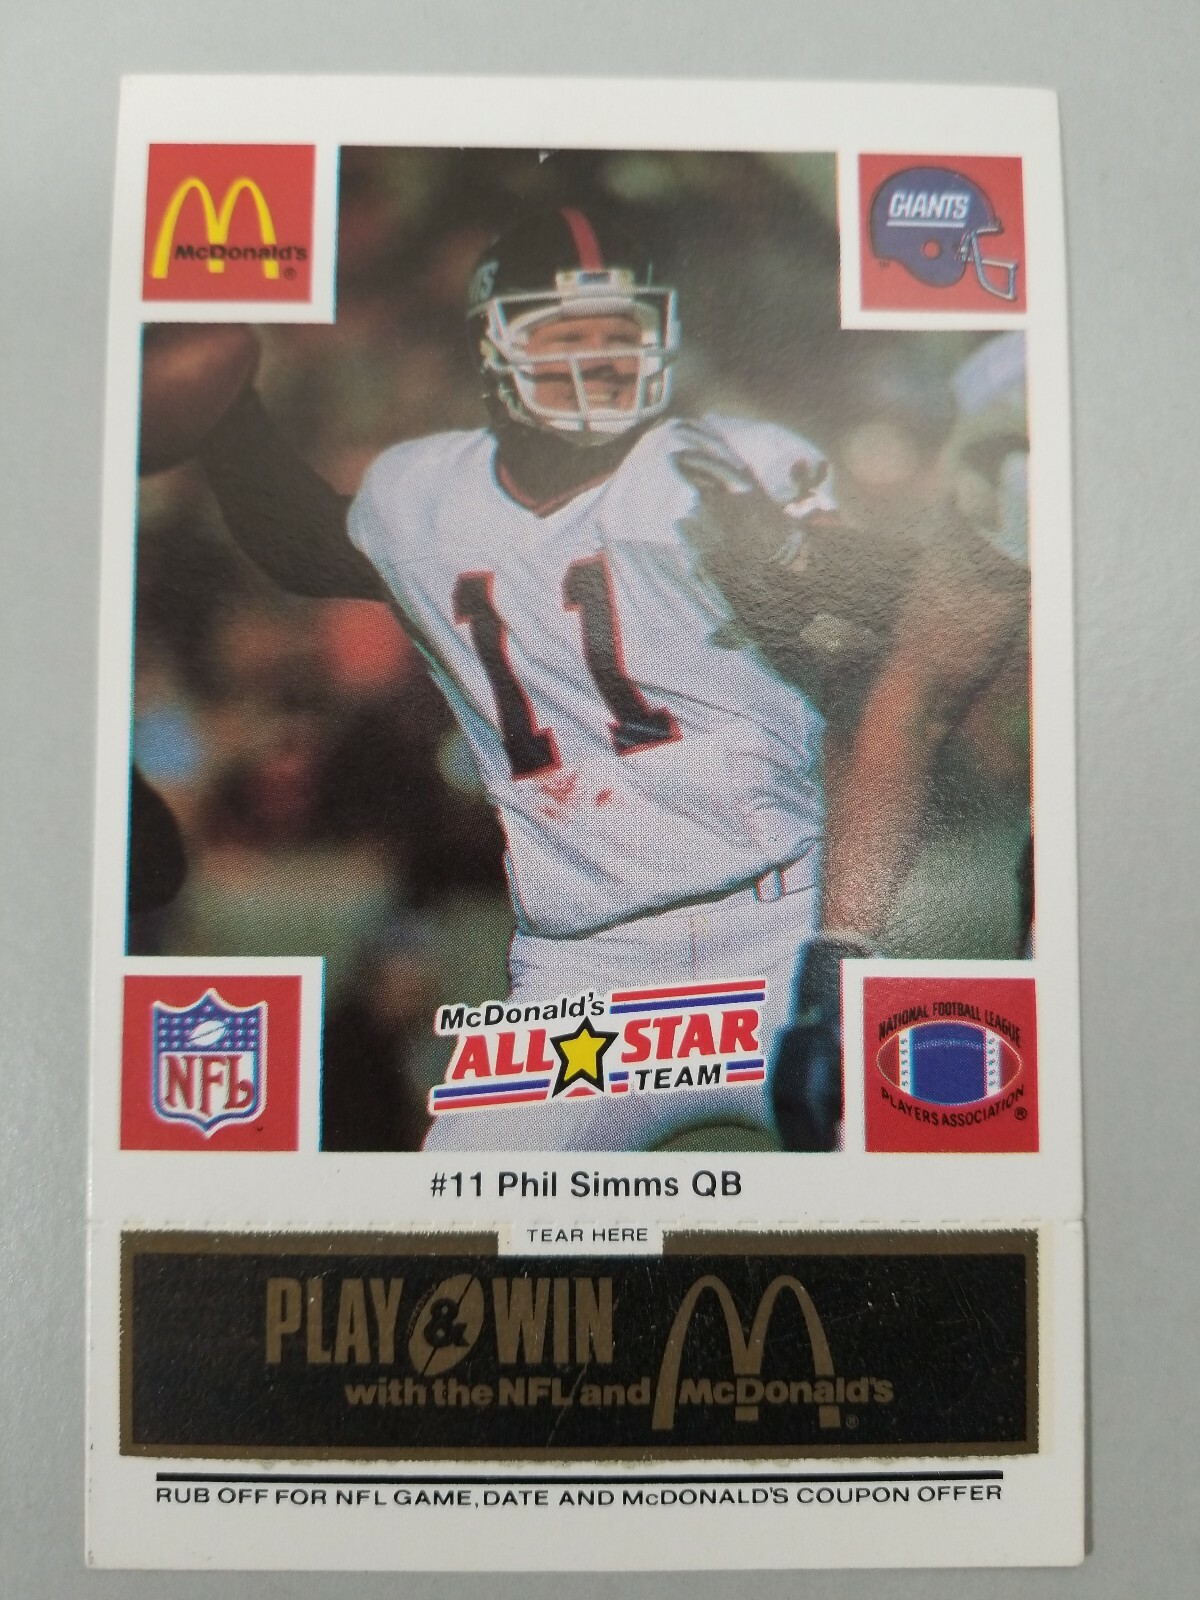 McDonald's®
GIANTS
11
McDonald's
ALL STAR
TEAM
NFL
NATIONAL FOOTBALL LEAGUE
PLAYERS ASSOCIATION®
#11 Phil Simms QB
TEAR HERE
PLAY & WIN
with the NFL and McDonald's®
RUB OFF FOR NFL GAME, DATE AND McDONALD'S COUPON OFFER